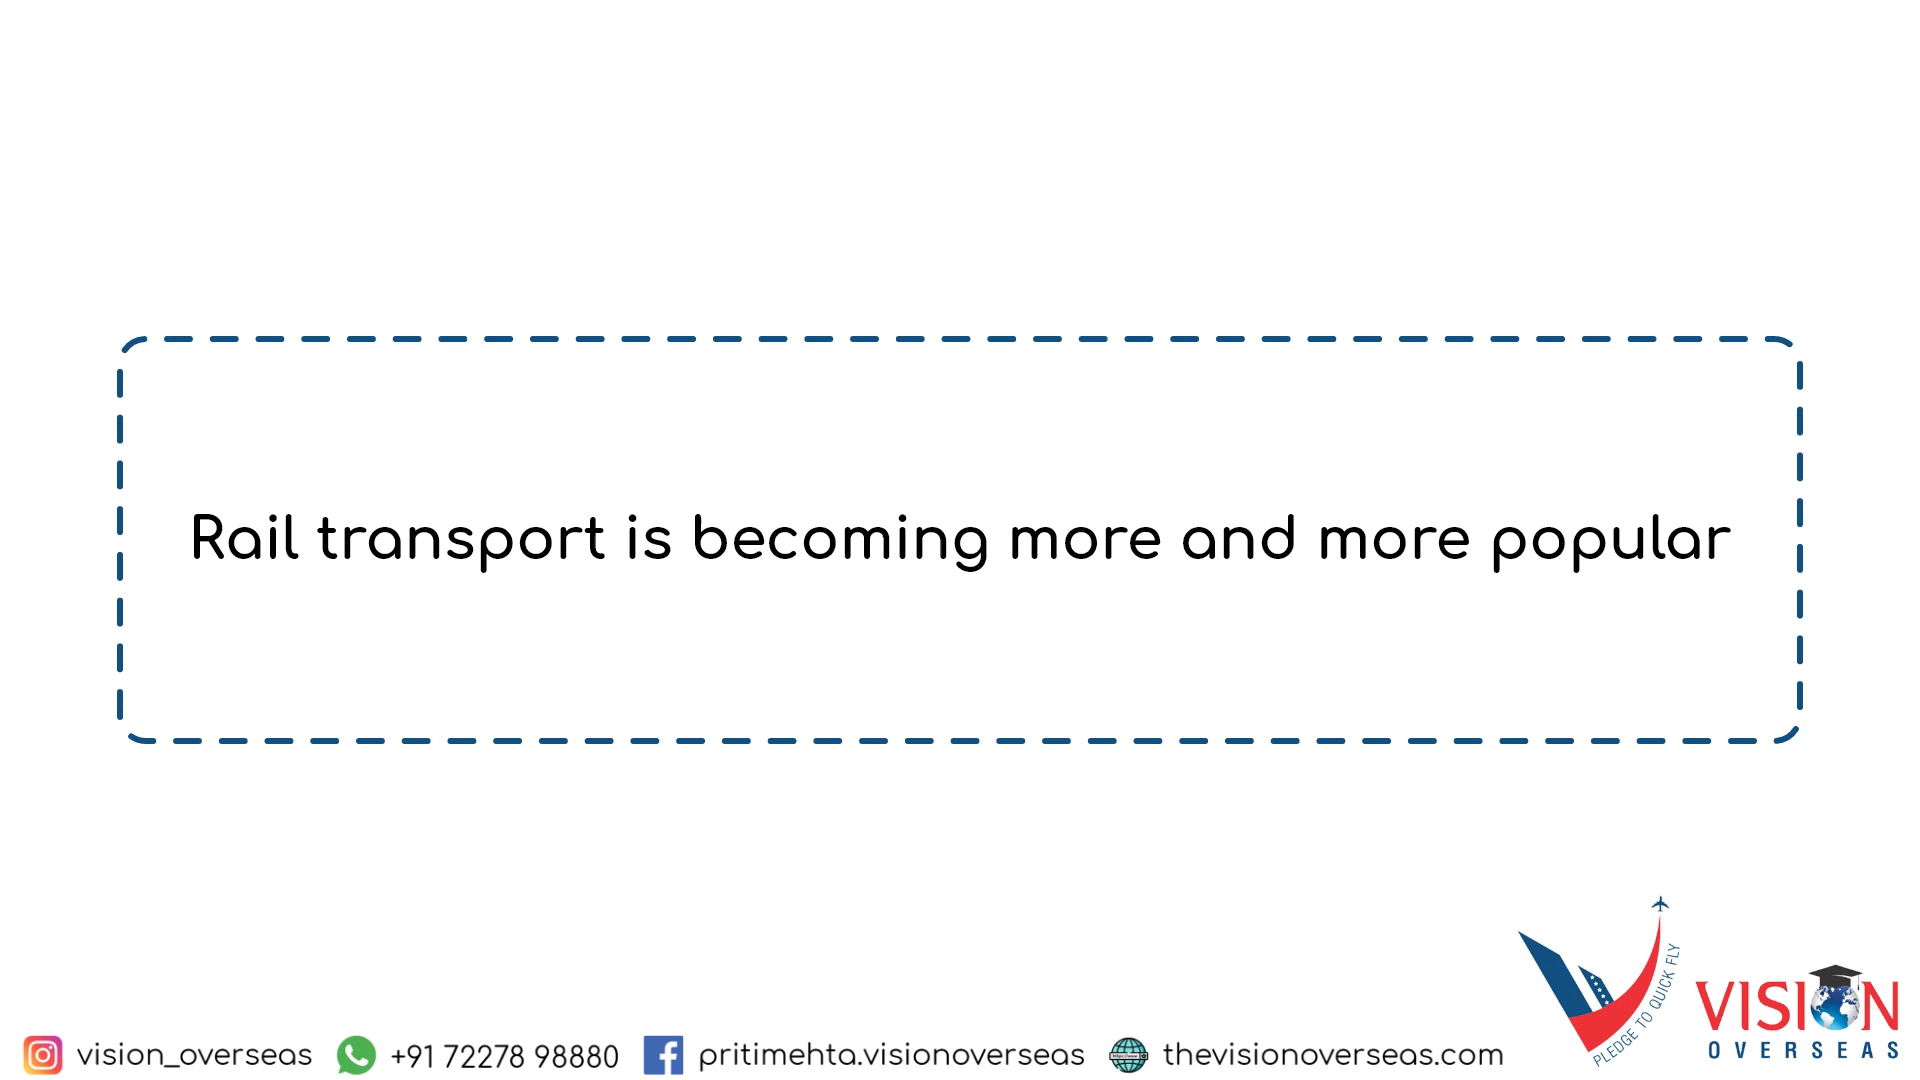 Rail transport is becoming more and more popular
PLEDGE TO QUICK FLY
VISION
OVERSEAS
vision_overseas
+91 72278 98880
pritimehta.visionoverseas
thevisionoverseas.com